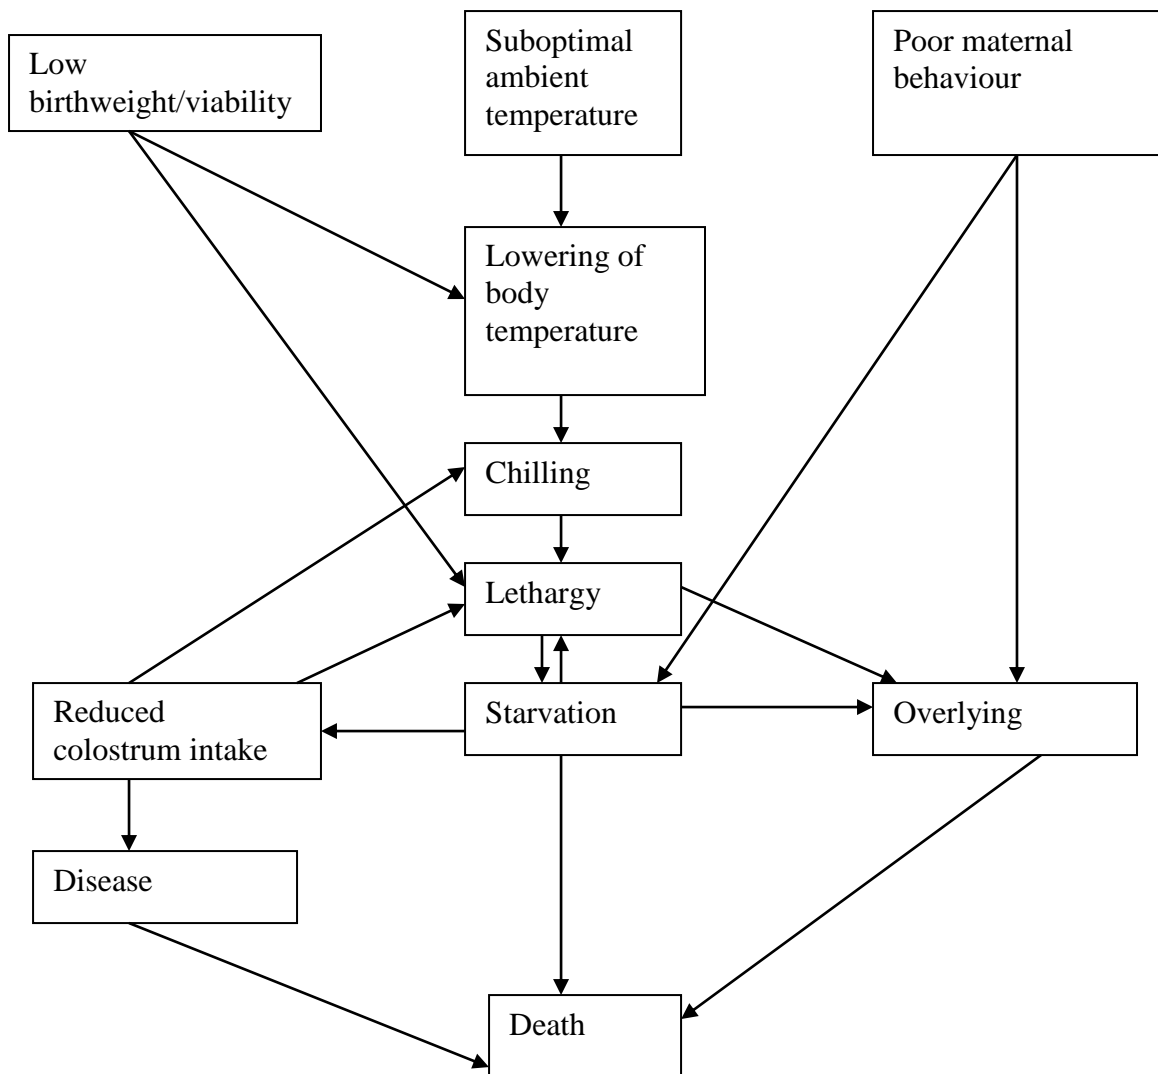 Low
birthweight/viability
Suboptimal
ambient
temperature
Poor maternal
behaviour
Lowering of
body
temperature
Chilling
Lethargy
Reduced
colostrum intake
Starvation
Overlying
Disease
Death